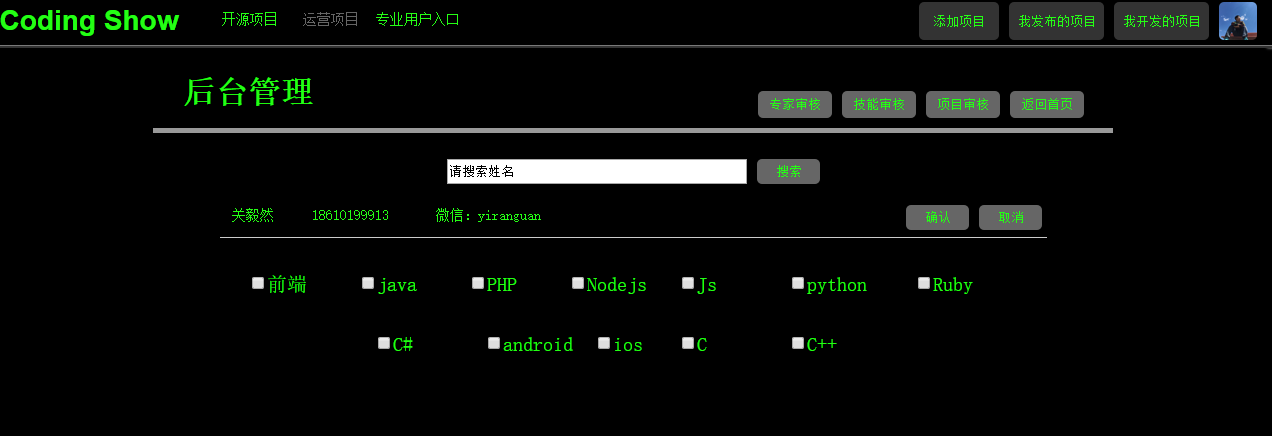 Coding Show 开源项目 运营项目 专业用户入口 添加项目 我发布的项目 我开发的项目
后台管理
专家审核 技能审核 项目审核 返回首页
请搜索姓名 搜索
关毅然 18610199913 微信: yiranguan 确认 取消
前端 java PHP Nodejs Js python Ruby
C# android ios C C++